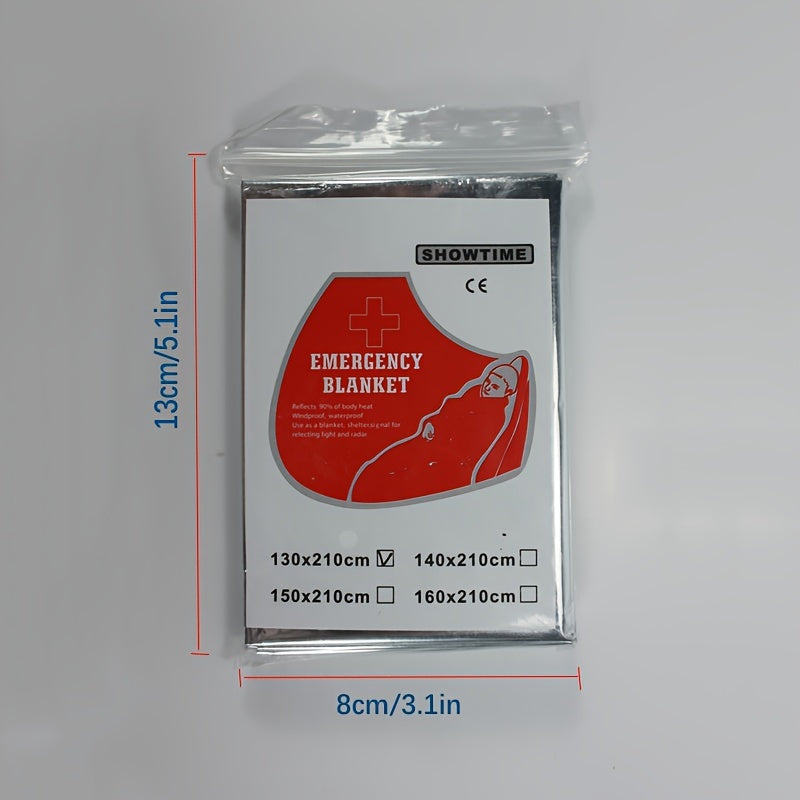 SHOWTIME
CE
EMERGENCY
BLANKET
Reflects 90% of body heat
Windproof, waterproof
Use as a blanket, shelter,signal for
relecting light and radar
130x210cm
140x210cm
150x210cm
160x210cm
13cm/5.1in
8cm/3.1in